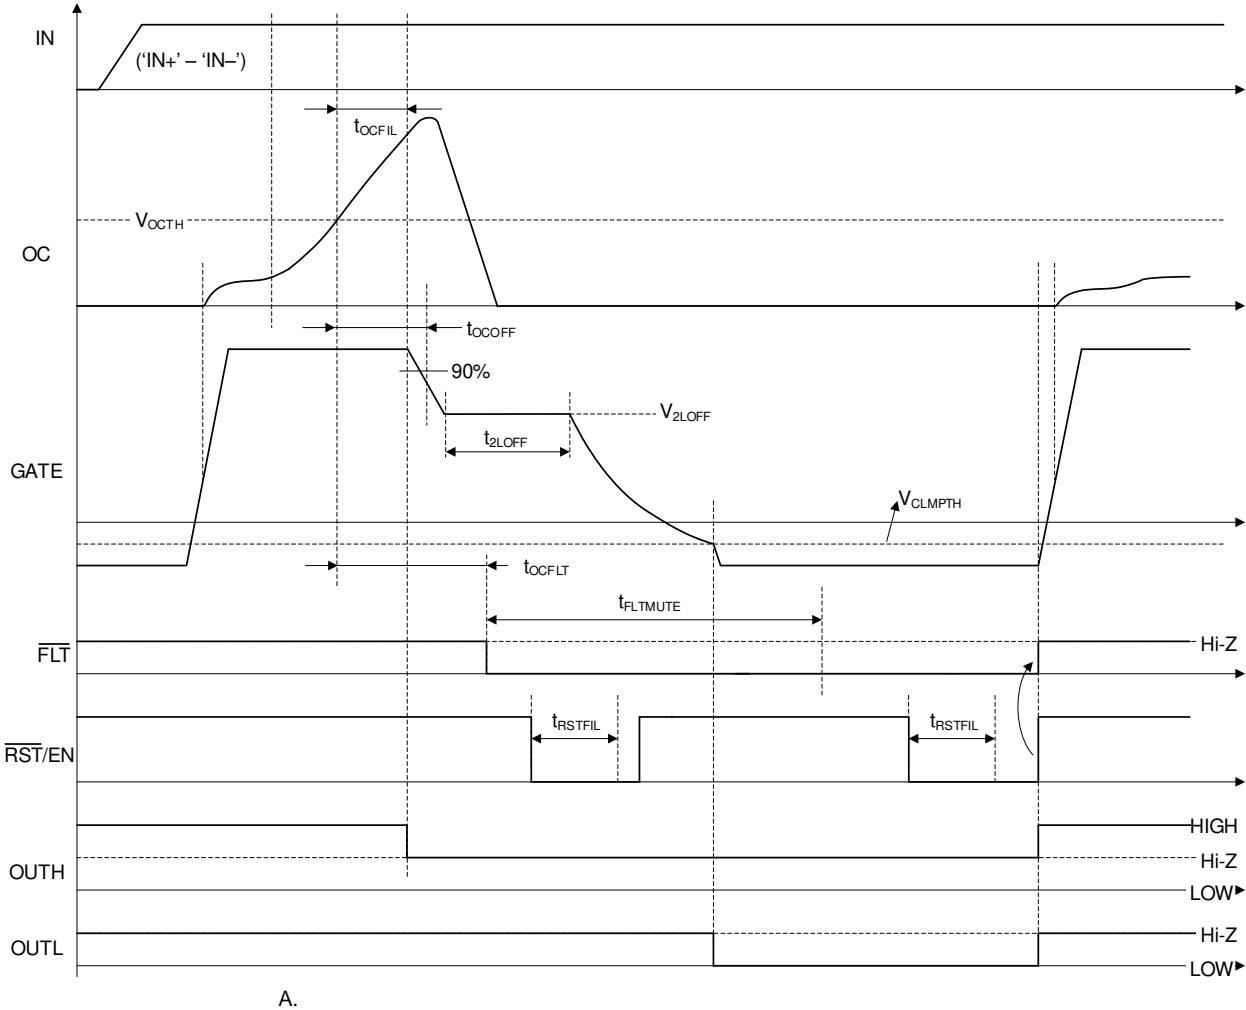 IN
(‘IN+’ – ‘IN–’)
tOCFIL
VOCTH
OC
tOCOFF
90%
V2LOFF
t2LOFF
GATE
VCLMPTH
tOCFLT
tFLTMUTE
FLT
Hi-Z
tRSTFIL
tRSTFIL
RST/EN
HIGH
OUTH
Hi-Z
LOW
OUTL
Hi-Z
LOW
A.